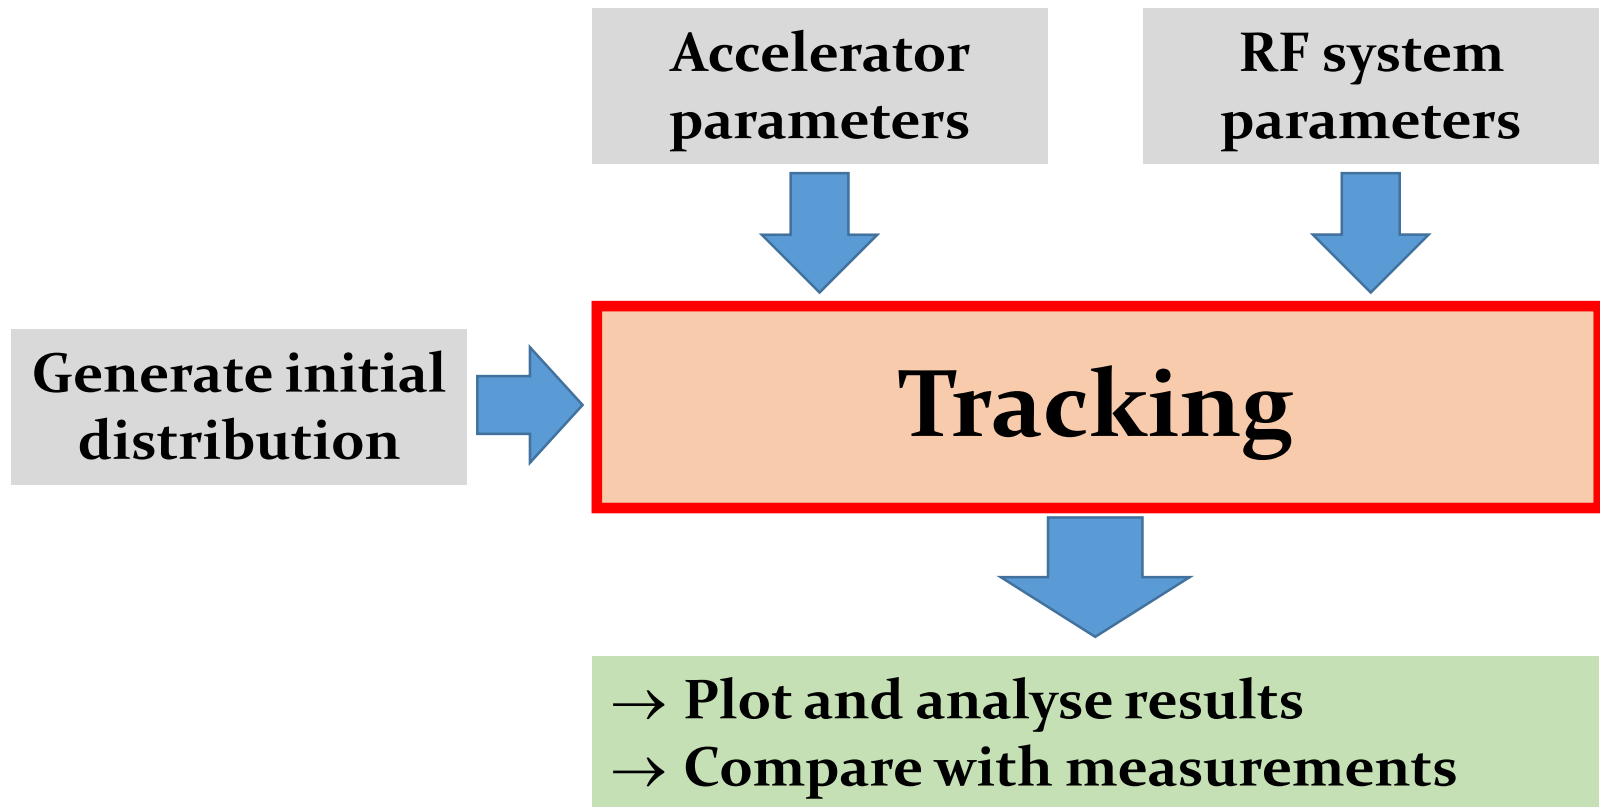 Accelerator
parameters
RF system
parameters
Generate initial
distribution
Tracking
→ Plot and analyse results
→ Compare with measurements